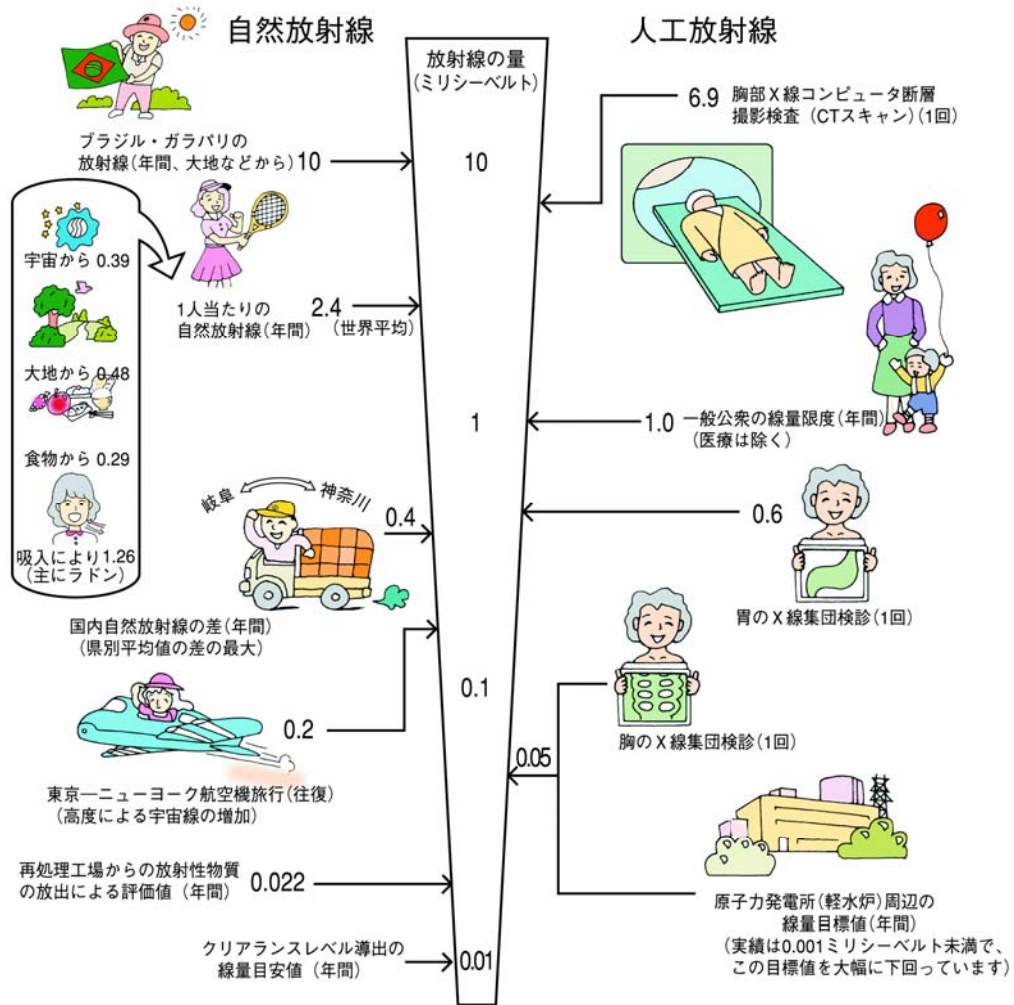 自然放射線
人工放射線
放射線の量
(ミリシーベルト)
10
1
0.1
0.01
ブラジル・ガラパリの
放射線(年間、大地などから) 10
宇宙から 0.39
大地から 0.48
食物から 0.29
吸入により 1.26
(主にラドン)
1人当たりの
自然放射線(年間)
2.4
(世界平均)
岐阜
神奈川
0.4
国内自然放射線の差(年間)
(県別平均値の差の最大)
0.2
東京―ニューヨーク航空機旅行(往復)
(高度による宇宙線の増加)
再処理工場からの放射性物質
の放出による評価値(年間)
0.022
クリアランスレベル導出の
線量目安値(年間)
6.9 胸部X線コンピュータ断層
撮影検査(CTスキャン)(1回)
1.0 一般公衆の線量限度(年間)
(医療は除く)
0.6
胃のX線集団検診(1回)
胸のX線集団検診(1回)
0.05
原子力発電所(軽水炉)周辺の
線量目標値(年間)
(実績は0.001ミリシーベルト未満で、
この目標値を大幅に下回っています)